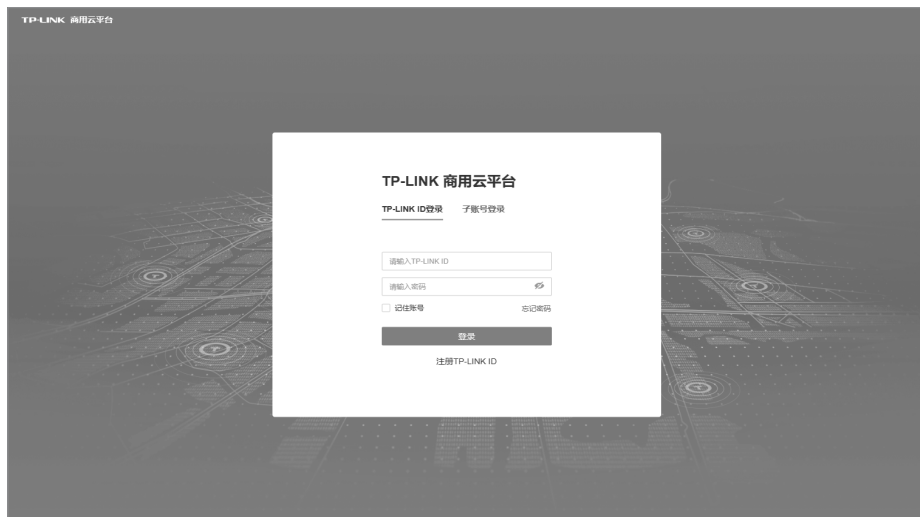 TP-LINK 商用云平台
TP-LINK 商用云平台
TP-LINK ID登录 子账号登录
请输入TP-LINK ID
请输入密码
记住账号 忘记密码
登录
注册TP-LINK ID